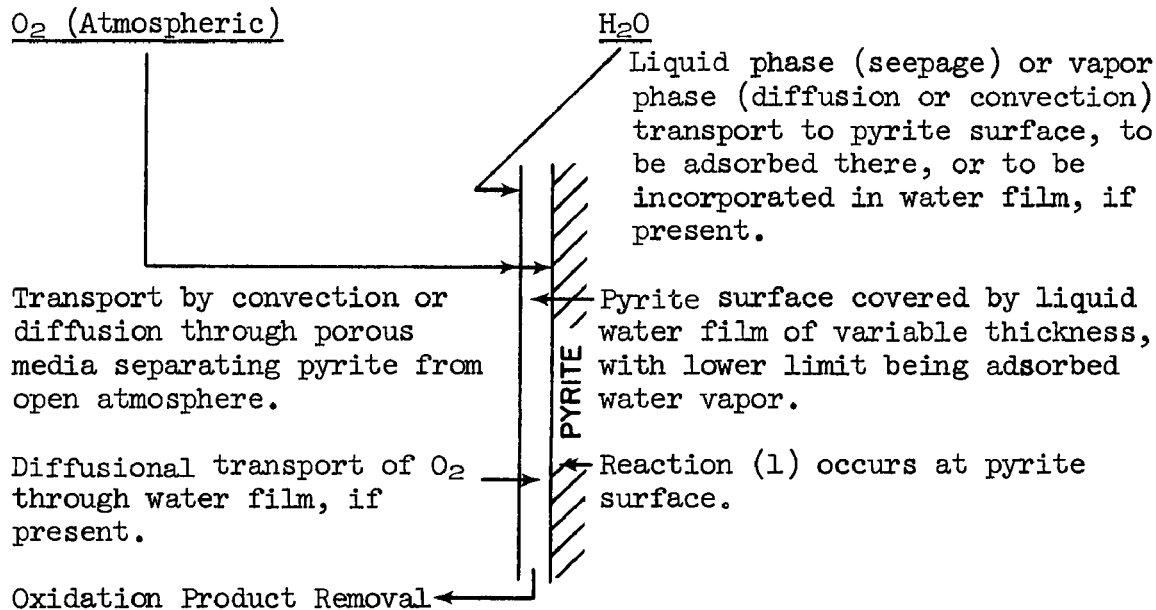 O2 (Atmospheric)
H2O
Liquid phase (seepage) or vapor
phase (diffusion or convection)
transport to pyrite surface, to
be adsorbed there, or to be
incorporated in water film, if
present.
Transport by convection or
diffusion through porous
media separating pyrite from
open atmosphere.
Pyrite surface covered by liquid
water film of variable thickness,
with lower limit being adsorbed
water vapor.
PYRITE
Diffusional transport of O2
through water film, if
present.
Reaction (1) occurs at pyrite
surface.
Oxidation Product Removal